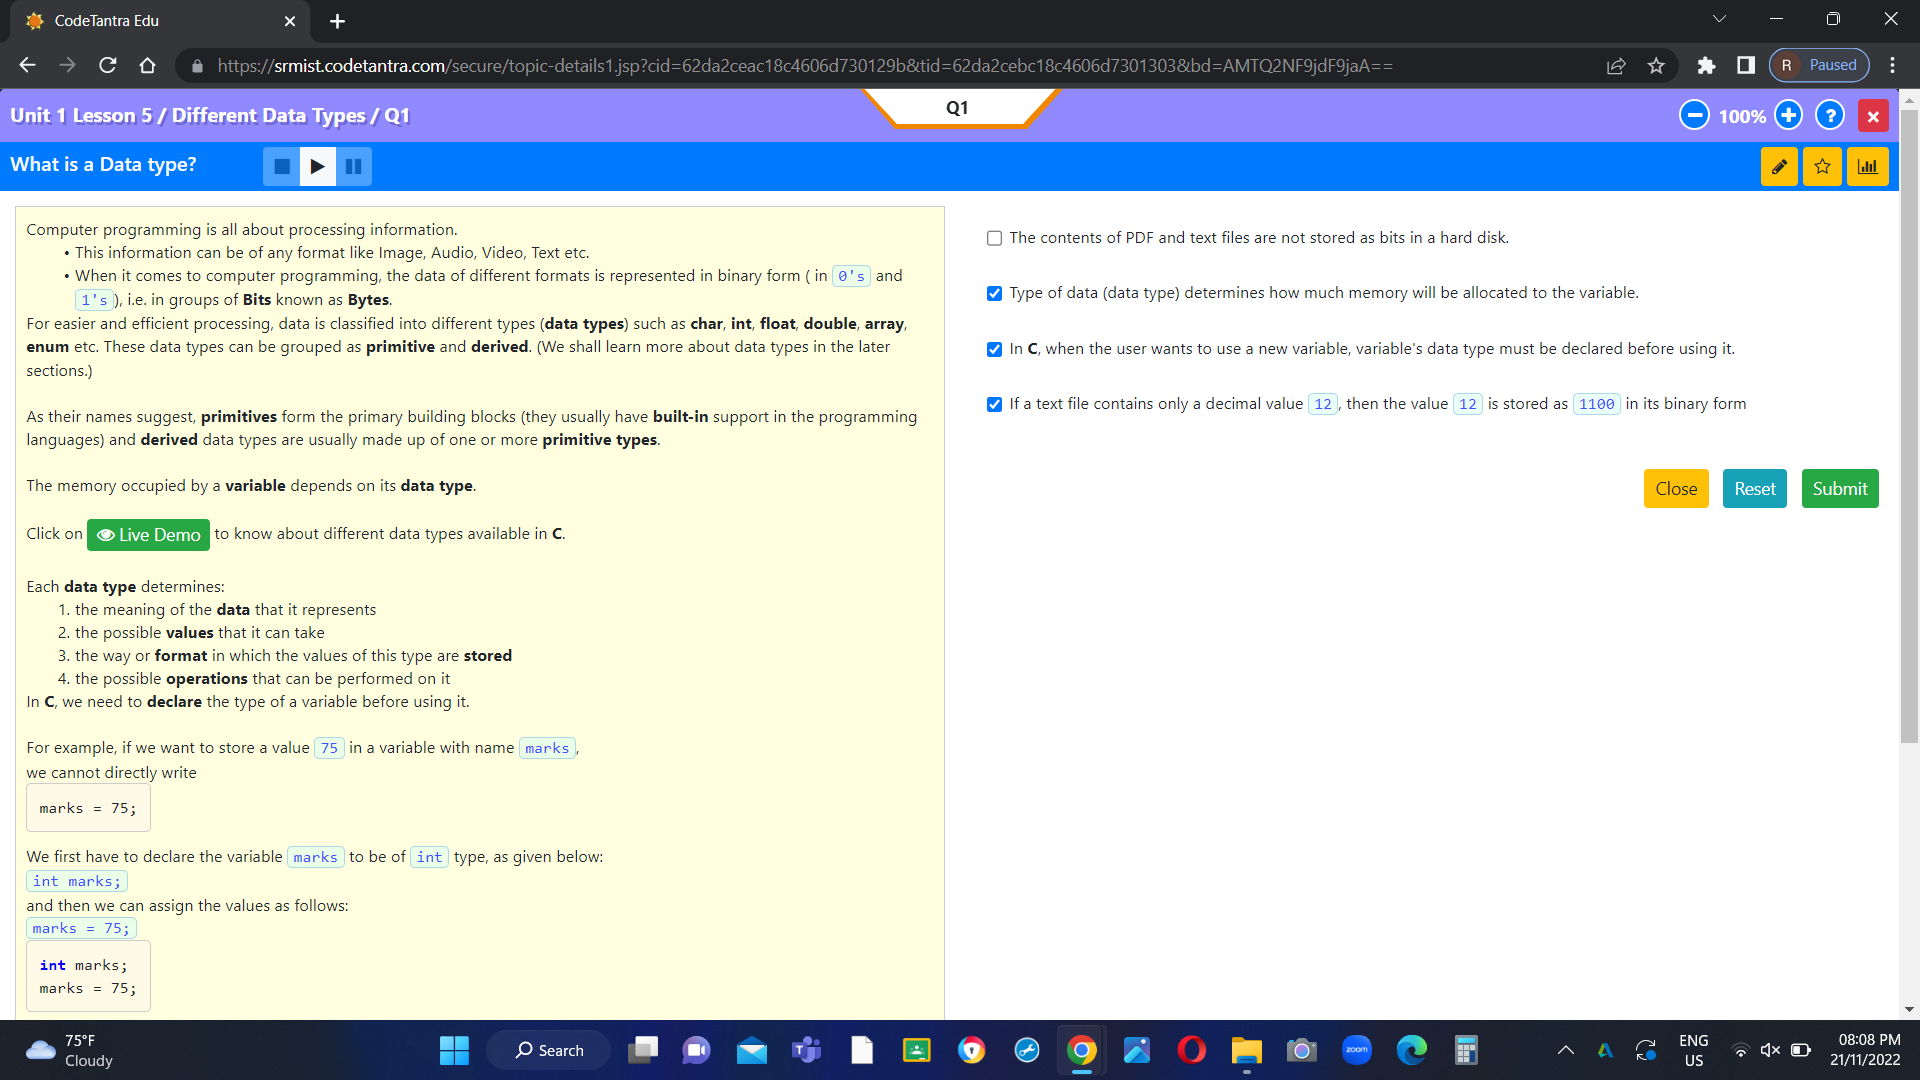 CodeTantra Edu
https://srmist.codetantra.com/secure/topic-details1.jsp?cid=62da2ceac18c4606d730129b&tid=62da2cebc18c4606d7301303&bd=AMTQ2NF9jdF9jaA==
R Paused
Unit 1 Lesson 5 / Different Data Types / Q1
Q1
100%
?
What is a Data type?
Computer programming is all about processing information.
• This information can be of any format like Image, Audio, Video, Text etc.
• When it comes to computer programming, the data of different formats is represented in binary form ( in 0's and
1's ), i.e. in groups of Bits known as Bytes.
For easier and efficient processing, data is classified into different types (data types) such as char, int, float, double, array,
enum etc. These data types can be grouped as primitive and derived. (We shall learn more about data types in the later
sections.)
As their names suggest, primitives form the primary building blocks (they usually have built-in support in the programming
languages) and derived data types are usually made up of one or more primitive types.
The memory occupied by a variable depends on its data type.
Click on Live Demo to know about different data types available in C.
Each data type determines:
1. the meaning of the data that it represents
2. the possible values that it can take
3. the way or format in which the values of this type are stored
4. the possible operations that can be performed on it
In C, we need to declare the type of a variable before using it.
For example, if we want to store a value 75 in a variable with name marks ,
we cannot directly write
marks = 75;
We first have to declare the variable marks to be of int type, as given below:
int marks;
and then we can assign the values as follows:
marks = 75;
int marks;
marks = 75;
The contents of PDF and text files are not stored as bits in a hard disk.
Type of data (data type) determines how much memory will be allocated to the variable.
In C, when the user wants to use a new variable, variable's data type must be declared before using it.
If a text file contains only a decimal value 12 , then the value 12 is stored as 1100 in its binary form
Close Reset Submit
75°F
Cloudy
Search
zoom
ENG
US
08:08 PM
21/11/2022